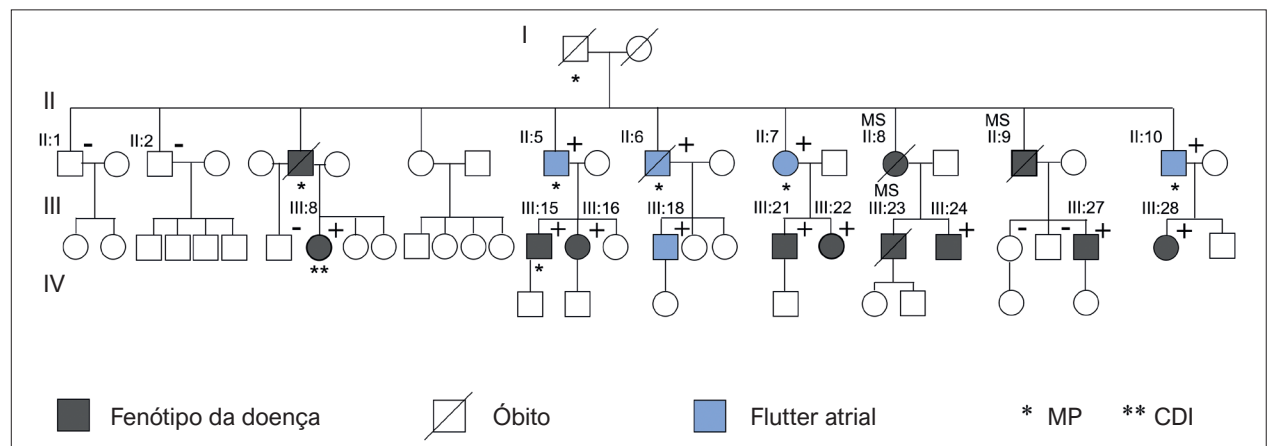 I
*
II
MS MS
II:1 - II:2 - II:5 + II:6 + II:7 + II:8 II:9 II:10 +
* * * * *
III MS
III:8 III:15 III:16 III:18 III:21 III:22 III:23 III:24 III:27 III:28
- + + + + + + + - - + +
** *
IV
Fenótipo da doença Óbito Flutter atrial * MP ** CDI